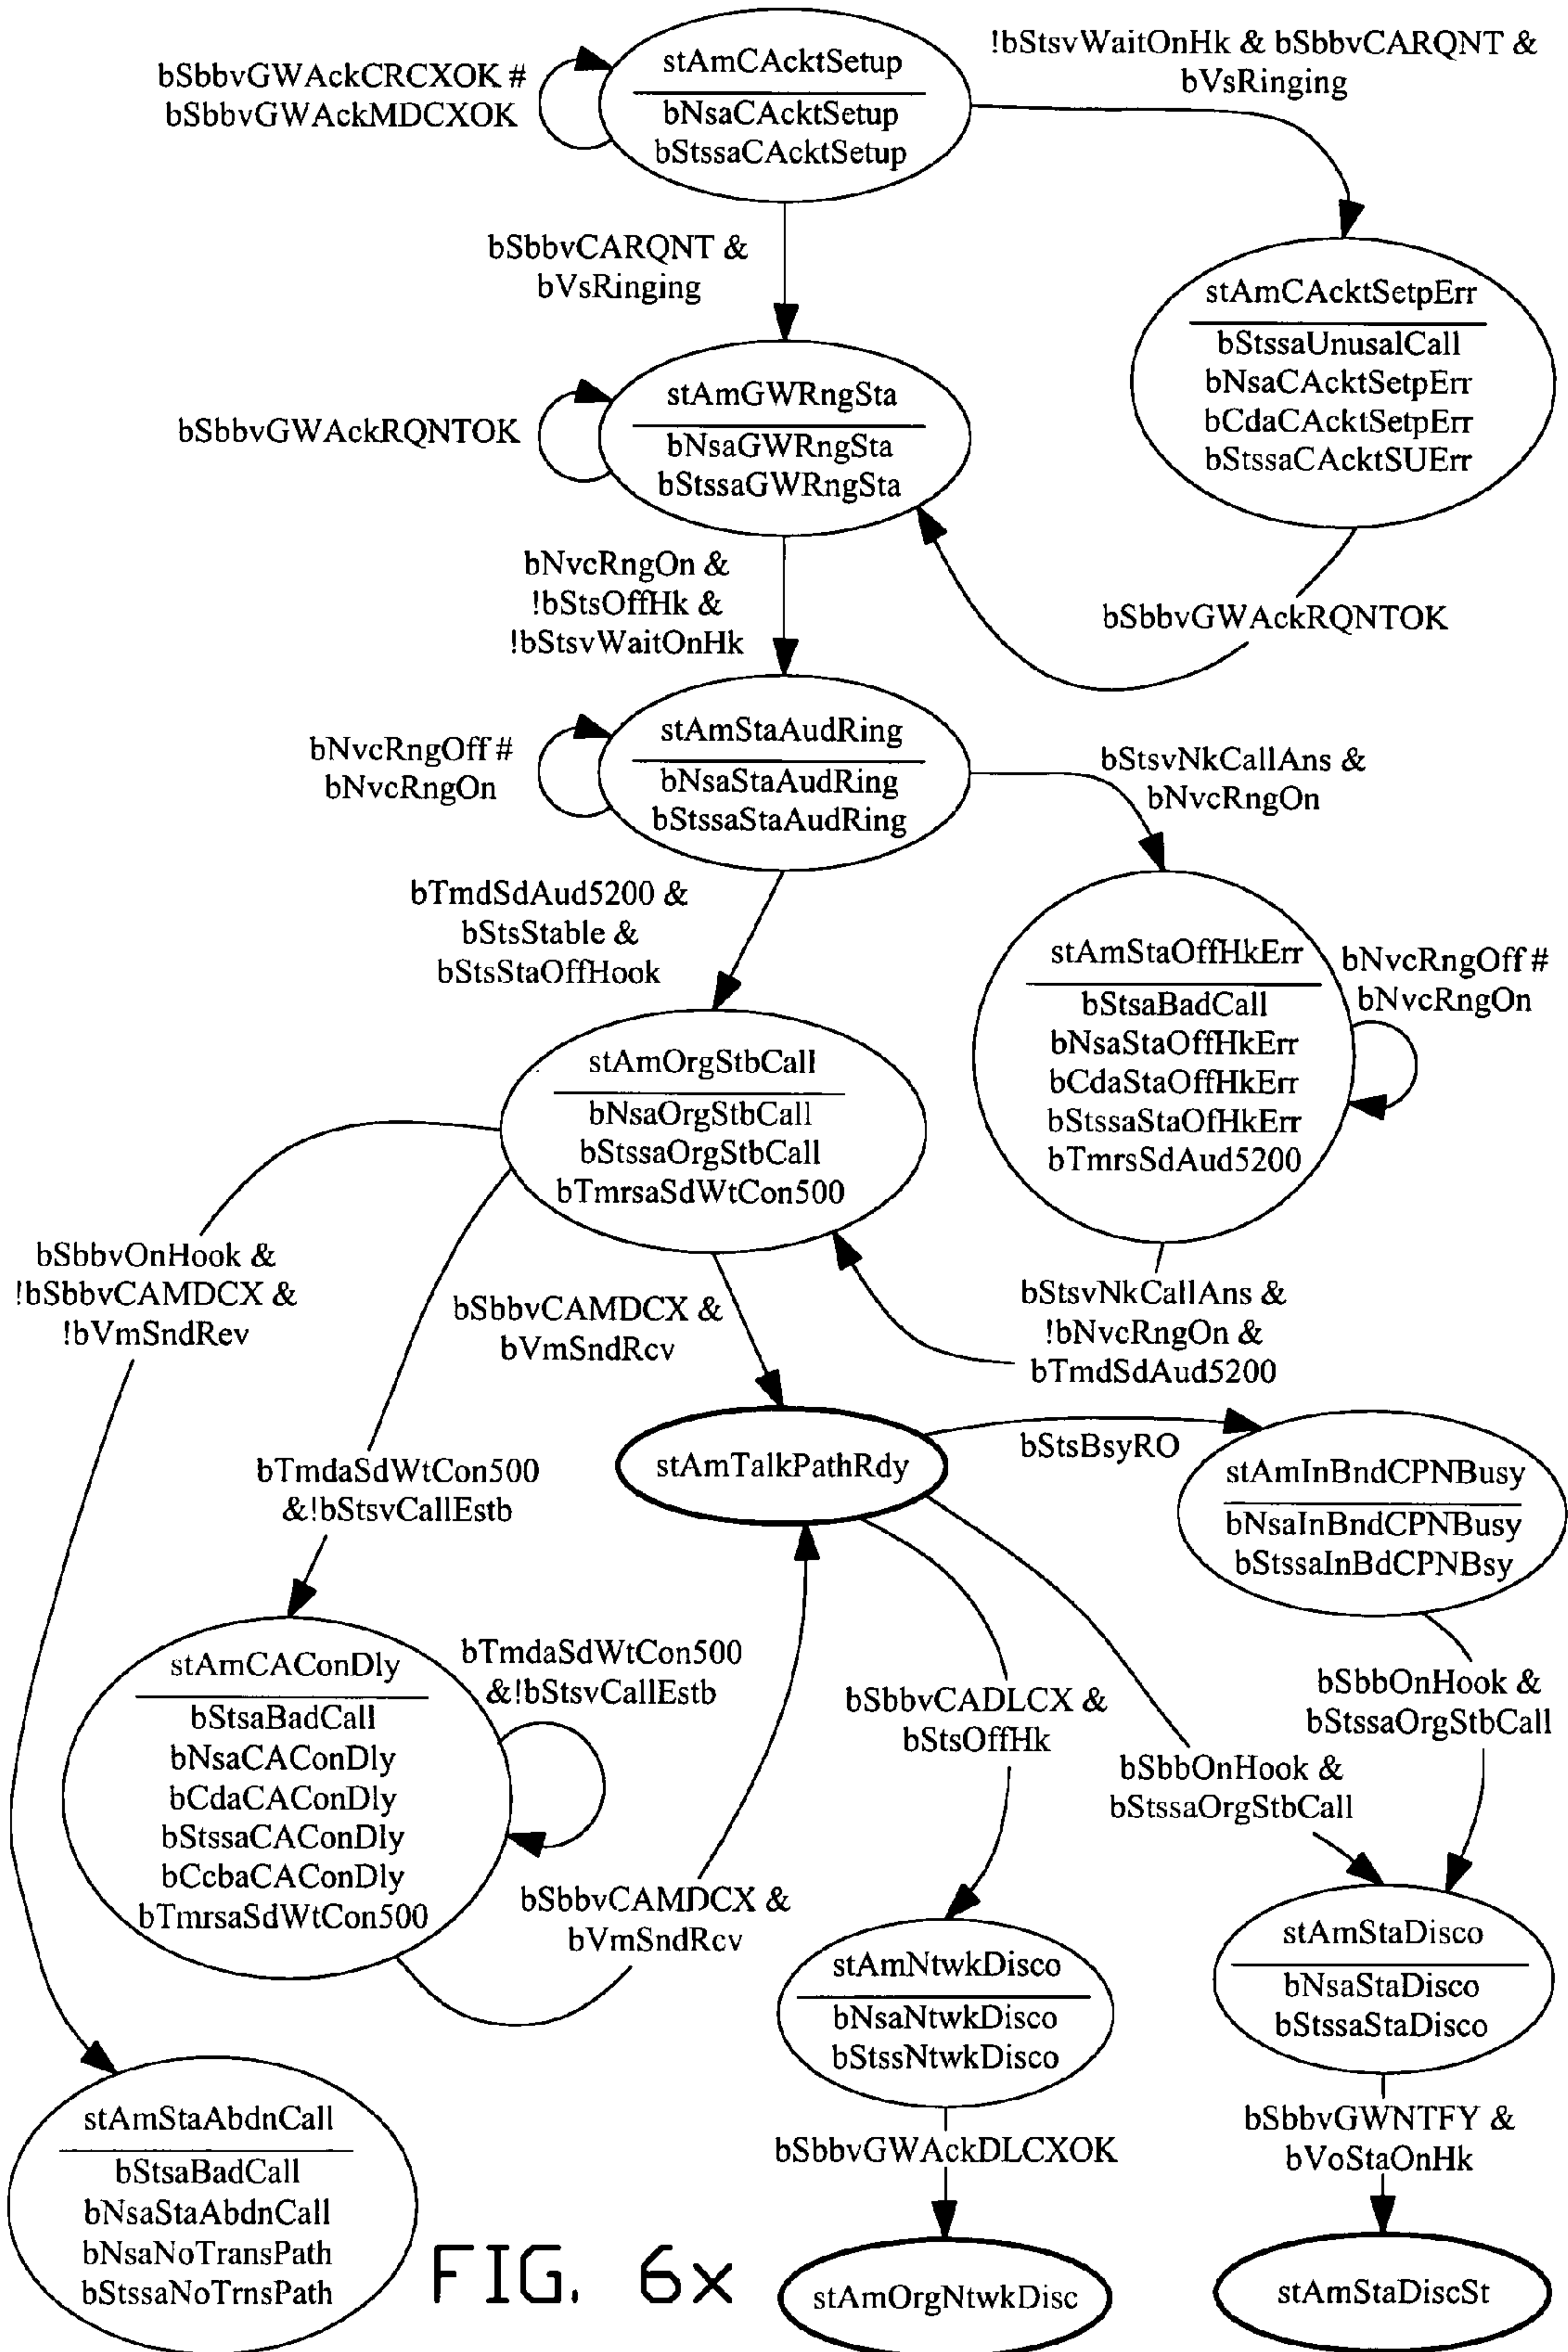 bSbbvGWAckCRCXOK #
bSbbvGWAckMDCXOK
stAmCAcktSetup
bNsaCAcktSetup
bStssaCAcktSetup
!bStsvWaitOnHk & bSbbvCARQNT &
bVsRinging
bSbbvCARQNT &
bVsRinging
stAmCAcktSetpErr
bStssaUnusalCall
bNsaCAcktSetpErr
bCdaCAcktSetpErr
bStssaCAcktSUErr
bSbbvGWAckRQNTOK
stAmGWRngSta
bNsaGWRngSta
bStssaGWRngSta
bNvcRngOn &
!bStsOffHk &
!bStsvWaitOnHk
bSbbvGWAckRQNTOK
bNvcRngOff #
bNvcRngOn
stAmStaAudRing
bNsaStaAudRing
bStssaStaAudRing
bStsvNkCallAns &
bNvcRngOn
bTmdSdAud5200 &
bStsStable &
bStsStaOffHook
stAmStaOffHkErr
bStsaBadCall
bNsaStaOffHkErr
bCdaStaOffHkErr
bStssaStaOfHkErr
bTmrsSdAud5200
bNvcRngOff #
bNvcRngOn
stAmOrgStbCall
bNsaOrgStbCall
bStssaOrgStbCall
bTmrsaSdWtCon500
bSbbvOnHook &
!bSbbvCAMDCX &
!bVmSndRev
bSbbvCAMDCX &
bVmSndRcv
bStsvNkCallAns &
!bNvcRngOn &
bTmdSdAud5200
bTmdaSdWtCon500
&!bStsvCallEstb
stAmTalkPathRdy
bStsBsyRO
stAmInBndCPNBusy
bNsaInBndCPNBusy
bStssaInBdCPNBsy
stAmCAConDly
bStsaBadCall
bNsaCAConDly
bCdaCAConDly
bStssaCAConDly
bCcbaCAConDly
bTmrsaSdWtCon500
bTmdaSdWtCon500
&!bStsvCallEstb
bSbbvCADLCX &
bStsOffHk
bSbbOnHook &
bStssaOrgStbCall
bSbbOnHook &
bStssaOrgStbCall
bSbbvCAMDCX &
bVmSndRcv
stAmNtwkDisco
bNsaNtwkDisco
bStssNtwkDisco
stAmStaDisco
bNsaStaDisco
bStssaStaDisco
stAmStaAbdnCall
bStsaBadCall
bNsaStaAbdnCall
bNsaNoTransPath
bStssaNoTrnsPath
bSbbvGWAckDLCXOK
bSbbvGWNTFY &
bVoStaOnHk
FIG. 6x
stAmOrgNtwkDisc
stAmStaDiscSt